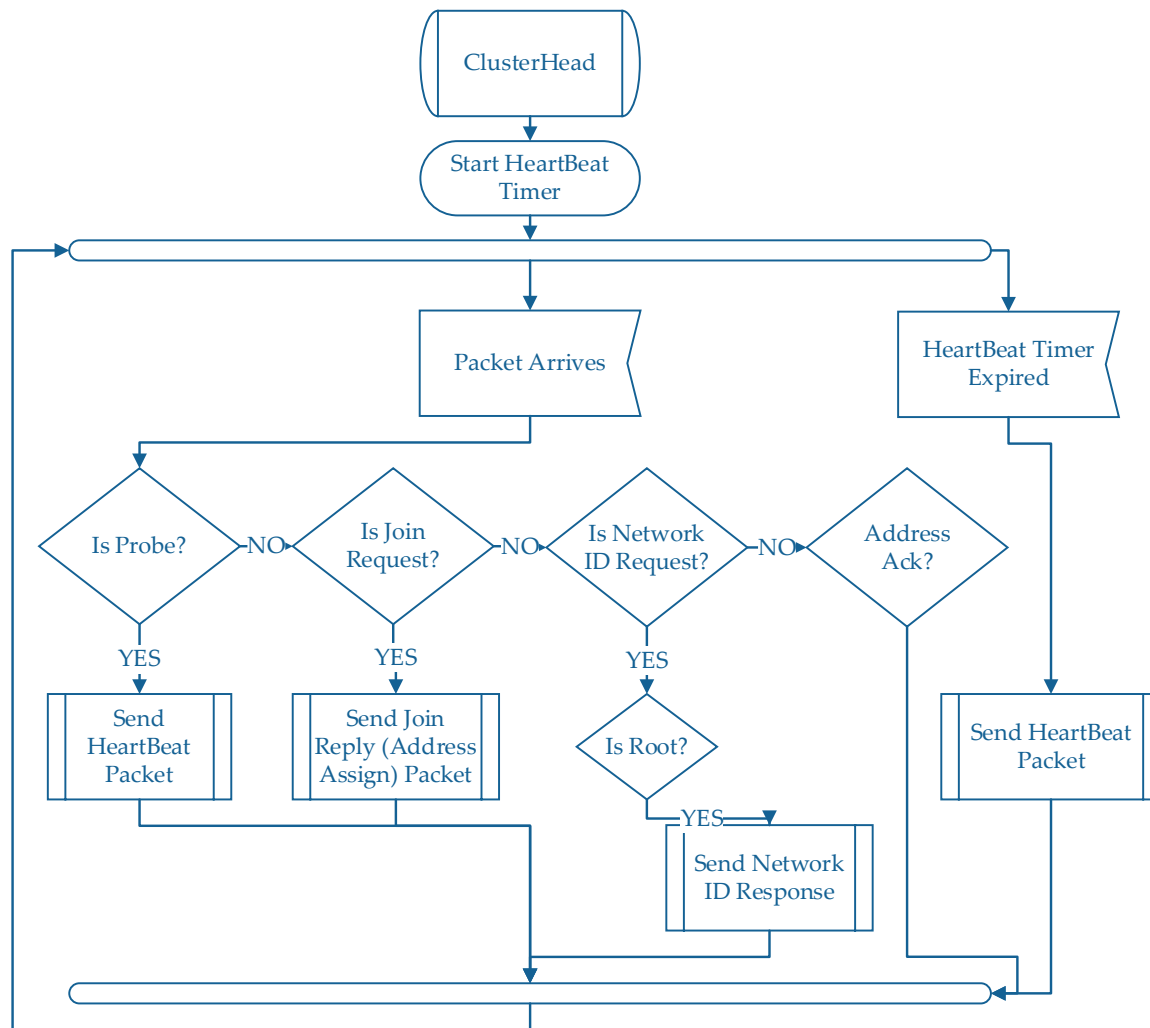 ClusterHead
Start HeartBeat
Timer
Packet Arrives
HeartBeat Timer
Expired
Is Probe?
NO
Is Join
Request?
NO
Is Network
ID Request?
NO
Address
Ack?
YES
YES
YES
Send
HeartBeat
Packet
Send Join
Reply (Address
Assign) Packet
Is Root?
Send HeartBeat
Packet
YES
Send Network
ID Response